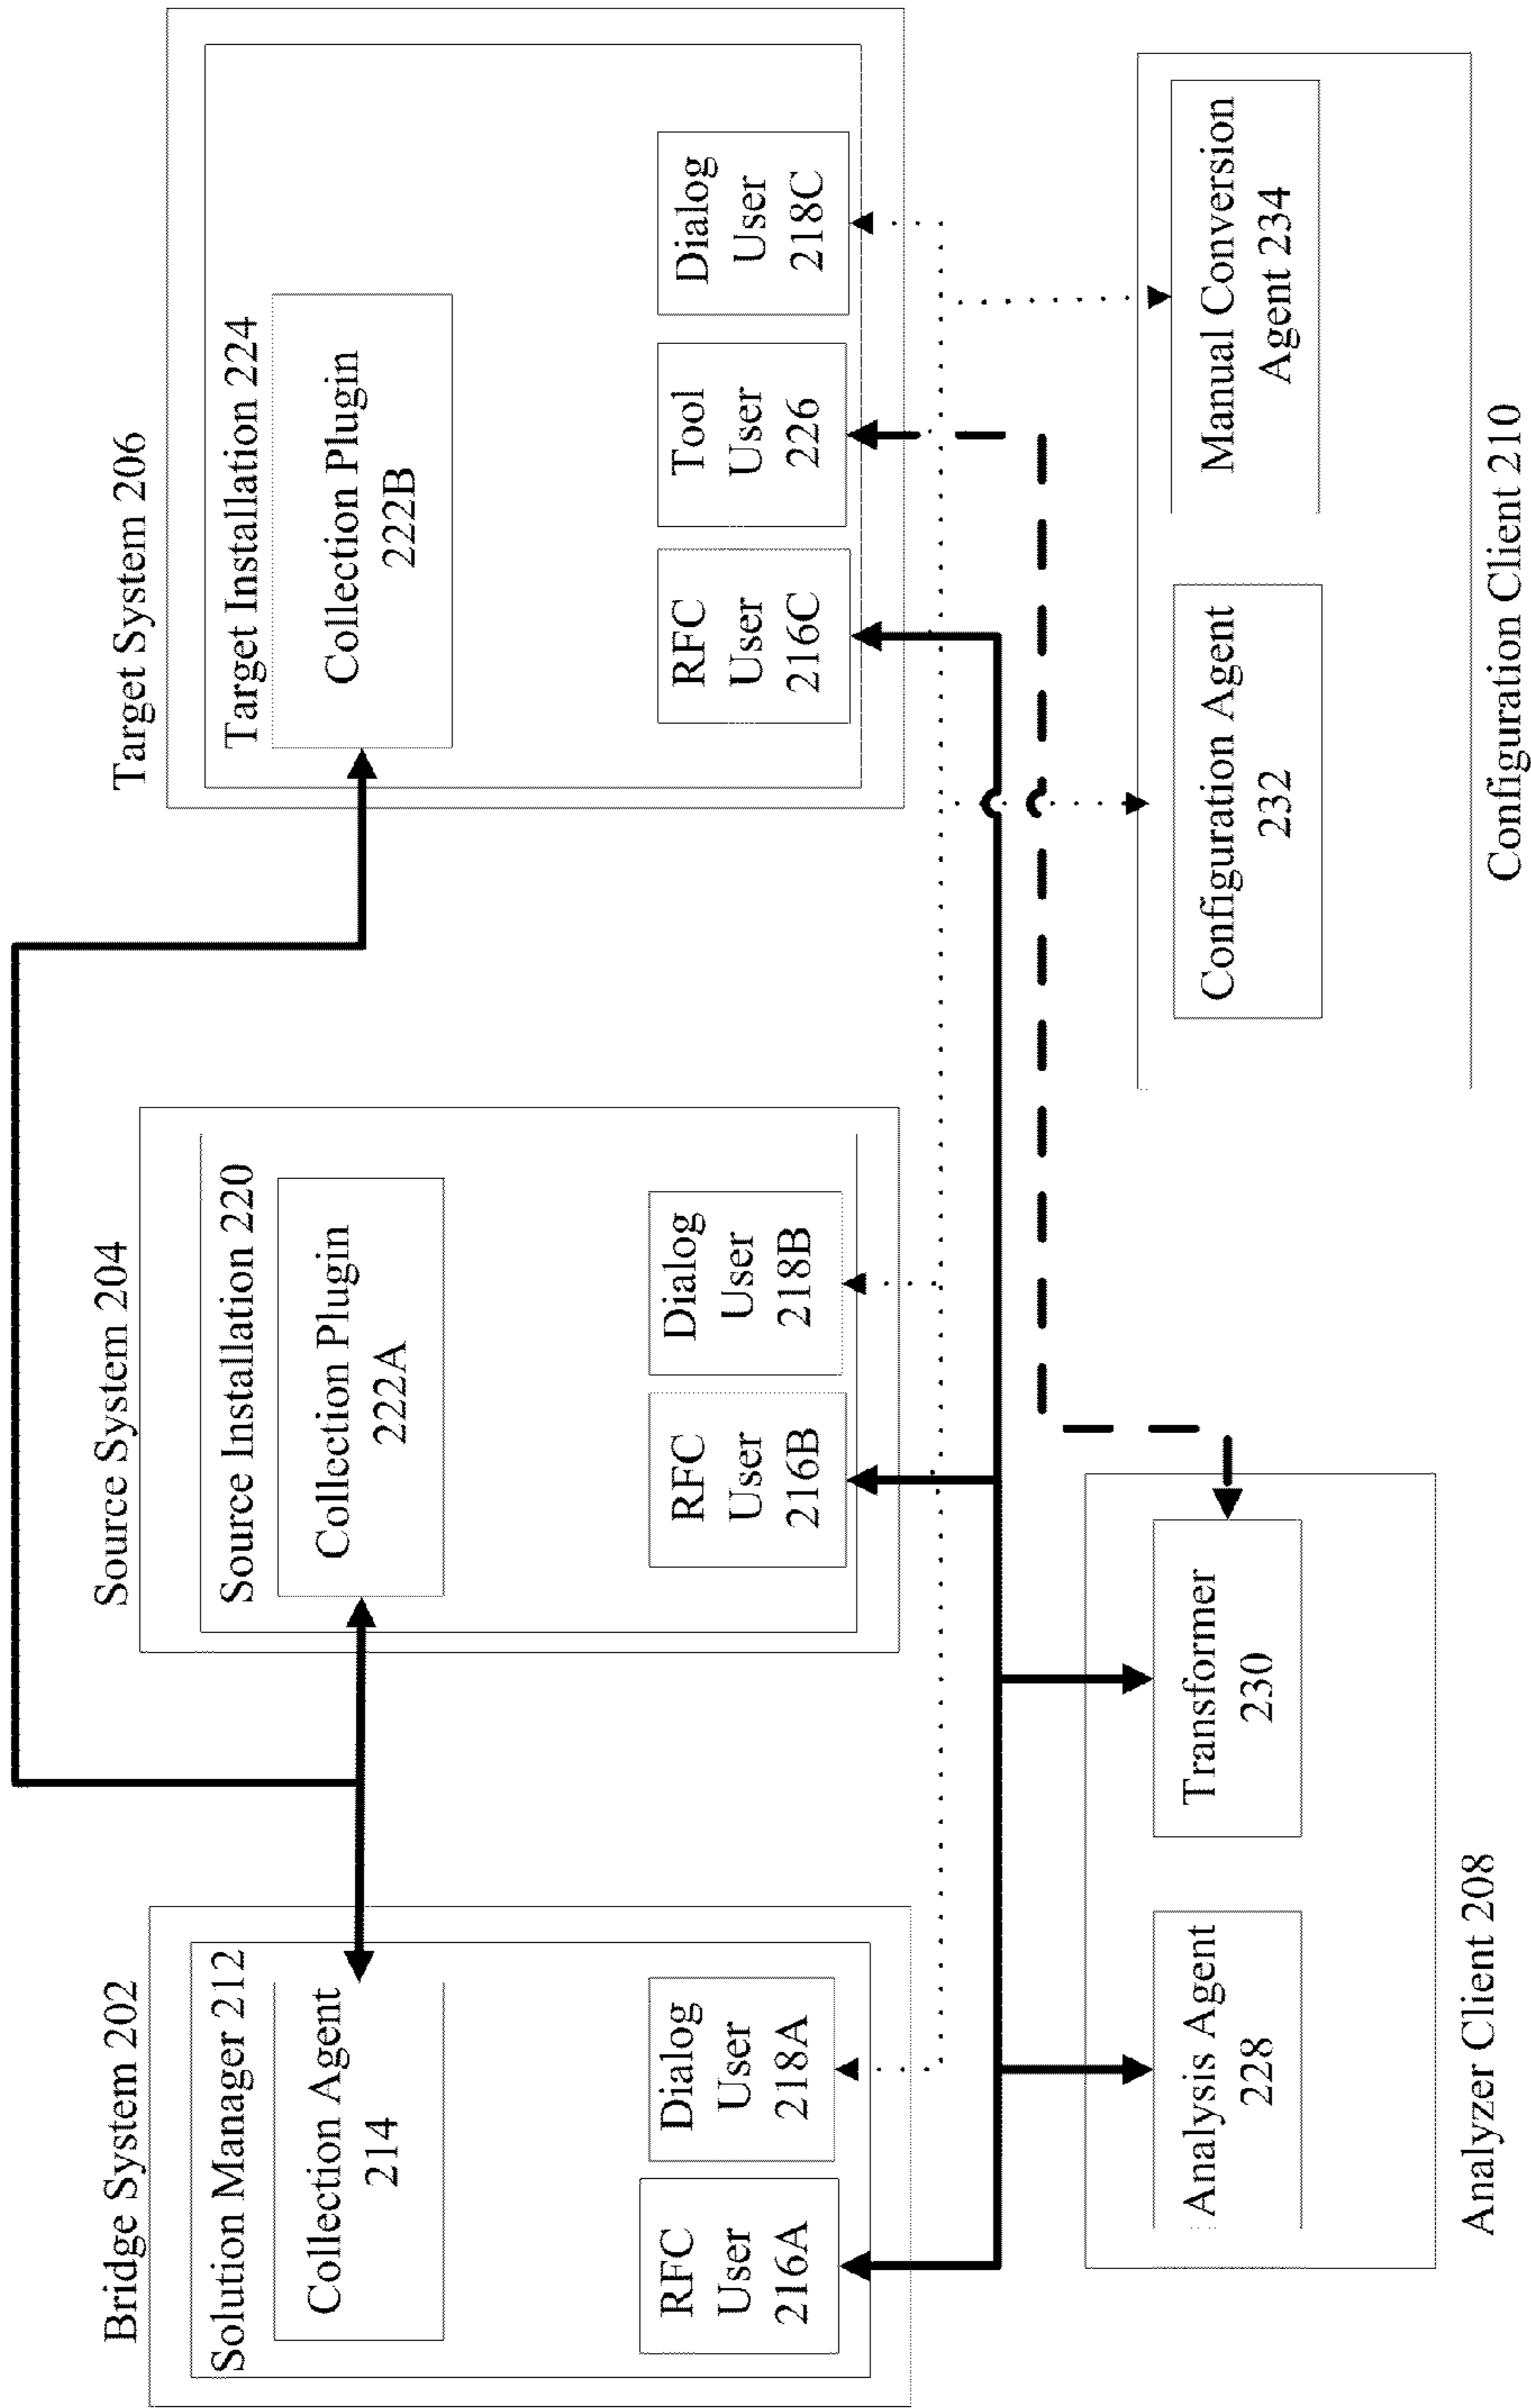 Bridge System 202
Solution Manager 212
Collection Agent
214
RFC
User
216A
Dialog
User
218A
Source System 204
Source Installation 220
Collection Plugin
222A
RFC
User
216B
Dialog
User
218B
Target System 206
Target Installation 224
Collection Plugin
222B
RFC
User
216C
Tool
User
226
Dialog
User
218C
Analysis Agent
228
Transformer
230
Analyzer Client 208
Configuration Agent
232
Manual Conversion
Agent 234
Configuration Client 210